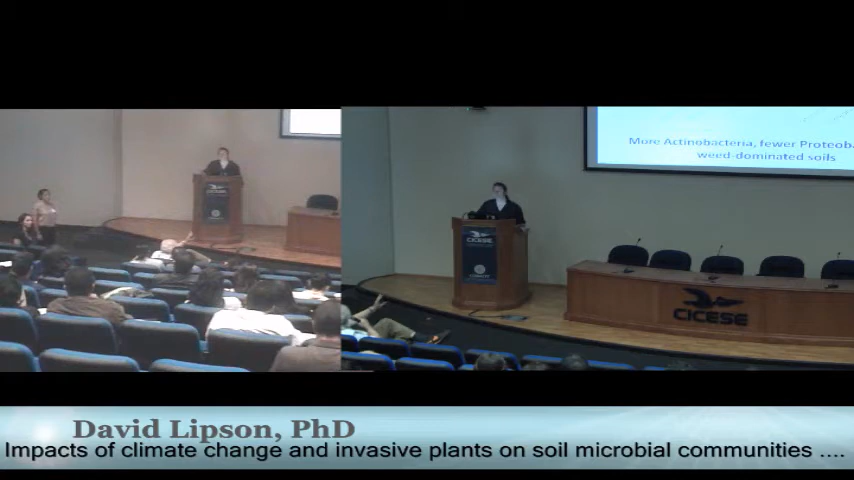 More Actinobacteria, fewer Proteoba
weed-dominated soils
CICESE
CICESE
David Lipson, PhD
Impacts of climate change and invasive plants on soil microbial communities ....